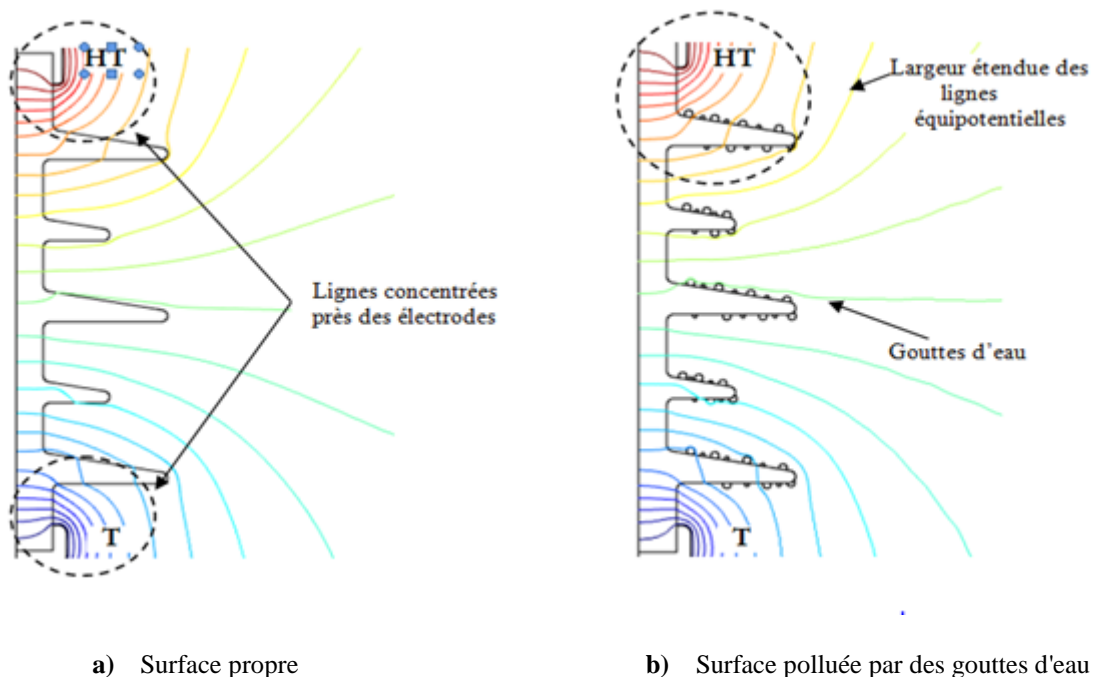 HT
Lignes concentrées
près des électrodes
T
HT
Largeur étendue des
lignes
équipotentielles
Gouttes d'eau
T
a) Surface propre
b) Surface polluée par des gouttes d'eau